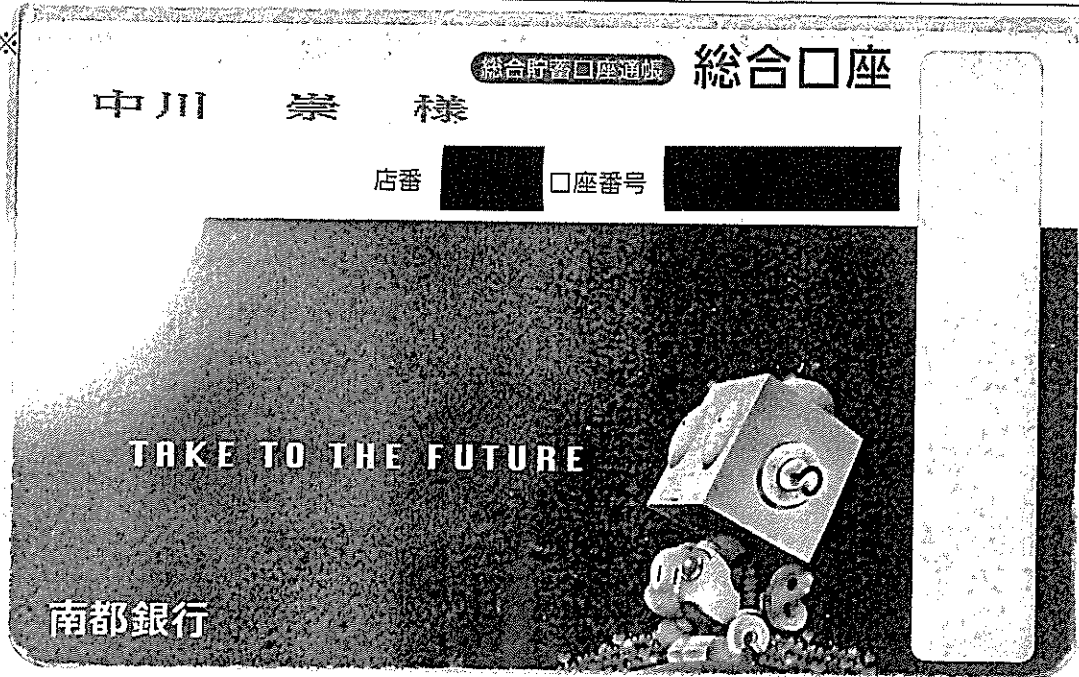 ※
総合貯蓄口座通帳 総合口座
中川 崇 様
店番 口座番号
TAKE TO THE FUTURE
南都銀行